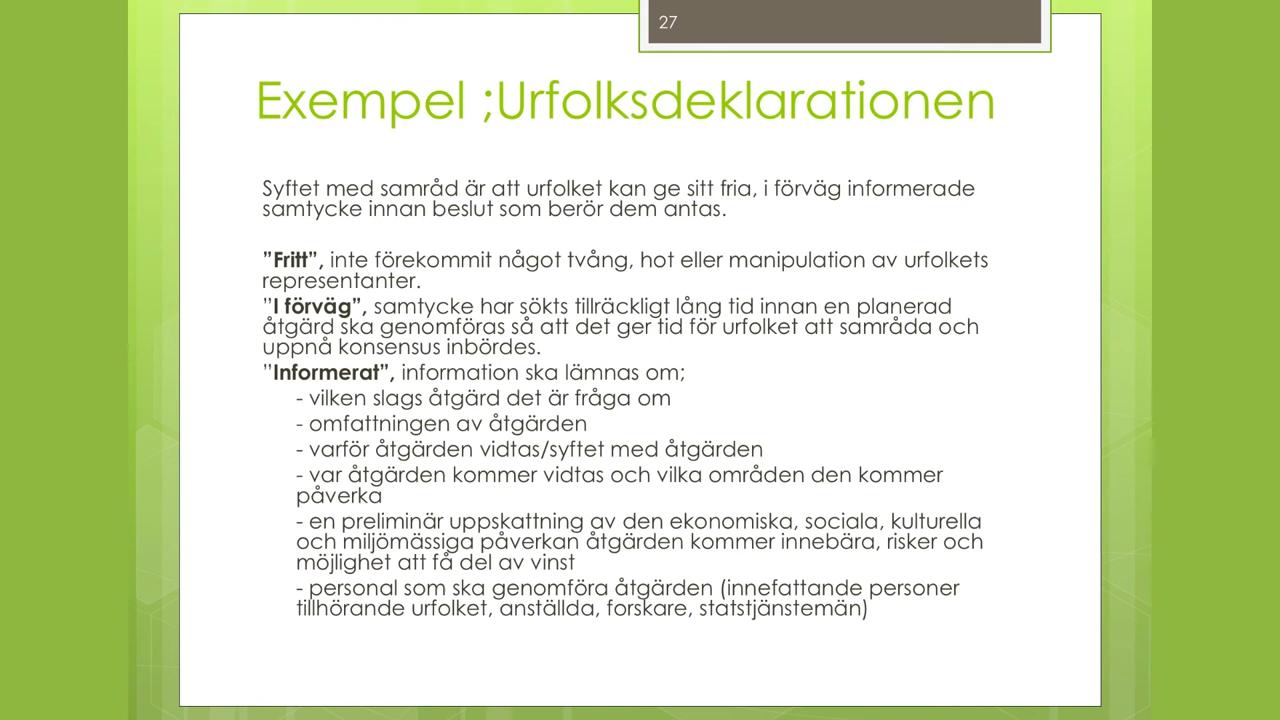 27
Exempel ;Urfolksdeklarationen
Syftet med samråd är att urfolket kan ge sitt fria, i förväg informerade
samtycke innan beslut som berör dem antas.
”Fritt”, inte förekommit något tvång, hot eller manipulation av urfolkets
representanter.
”I förväg”, samtycke har sökts tillräckligt lång tid innan en planerad
åtgärd ska genomföras så att det ger tid för urfolket att samråda och
uppnå konsensus inbördes.
”Informerat”, information ska lämnas om;
- vilken slags åtgärd det är fråga om
- omfattningen av åtgärden
- varför åtgärden vidtas/syftet med åtgärden
- var åtgärden kommer vidtas och vilka områden den kommer
påverka
- en preliminär uppskattning av den ekonomiska, sociala, kulturella
och miljömässiga påverkan åtgärden kommer innebära, risker och
möjlighet att få del av vinst
- personal som ska genomföra åtgärden (innefattande personer
tillhörande urfolket, anställda, forskare, statstjänstemän)